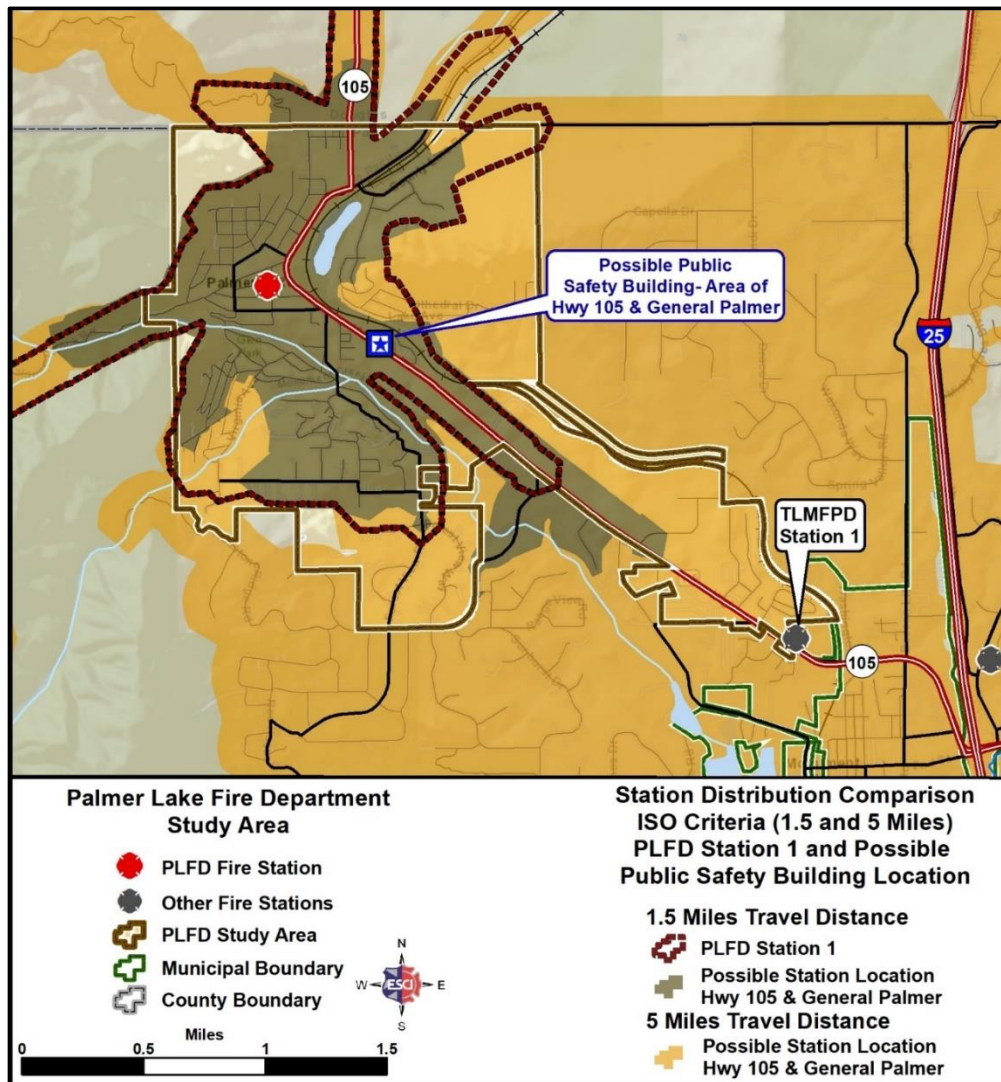 105
Capella Dr
Palmer
Possible Public
Safety Building- Area of
Hwy 105 & General Palmer
25
TLMFPD
Station 1
105
Palmer Lake Fire Department
Study Area
PLFD Fire Station
Other Fire Stations
PLFD Study Area
Municipal Boundary
County Boundary
N
W
ESCI
E
S
Miles
0
0.5
1
1.5
Station Distribution Comparison
ISO Criteria (1.5 and 5 Miles)
PLFD Station 1 and Possible
Public Safety Building Location
1.5 Miles Travel Distance
PLFD Station 1
Possible Station Location
Hwy 105 & General Palmer
5 Miles Travel Distance
Possible Station Location
Hwy 105 & General Palmer